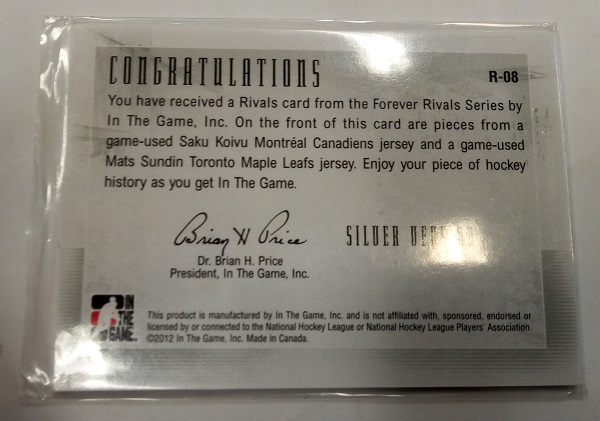 CONGRATULATIONS
R-08
You have received a Rivals card from the Forever Rivals Series by
In The Game, Inc. On the front of this card are pieces from a
game-used Saku Koivu Montréal Canadiens jersey and a game-used
Mats Sundin Toronto Maple Leafs jersey. Enjoy your piece of hockey
history as you get In The Game.
Brian H Price
SILVER
Dr. Brian H. Price
President, In The Game, Inc.
IN
THE
GAME
This product is manufactured by In The Game, Inc. and is not affiliated with, sponsored, endorsed or
licensed by or connected to the National Hockey League or National Hockey League Players' Association.
©2012 In The Game, Inc. Made in Canada.